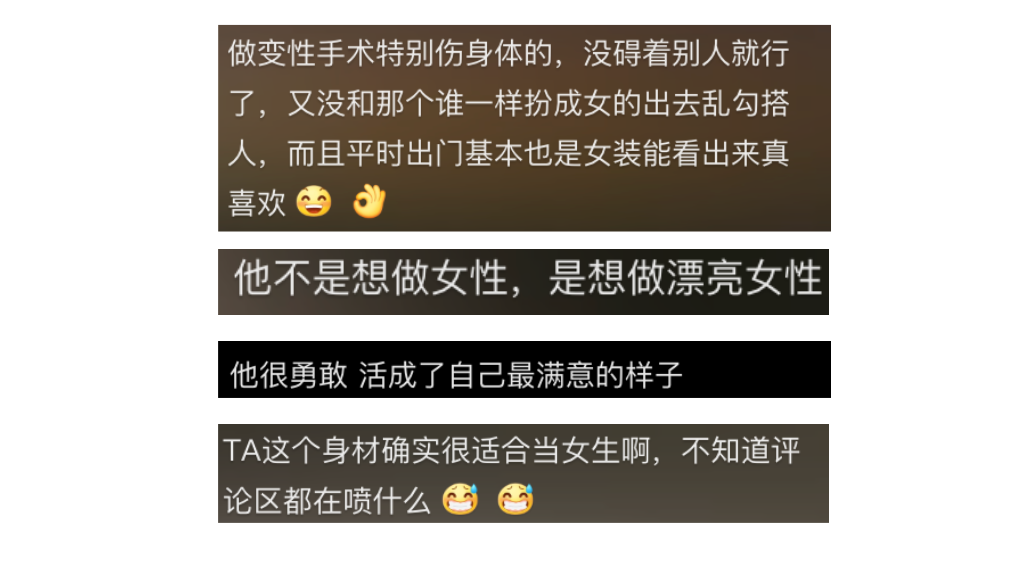 做变性手术特别伤身体的，没碍着别人就行
了，又没和那个谁一样扮成女的出去乱勾搭
人，而且平时出门基本也是女装能看出来真
喜欢😄 👌
他不是想做女性，是想做漂亮女性
他很勇敢 活成了自己最满意的样子
TA这个身材确实很适合当女生啊，不知道评
论区都在喷什么😅 😅